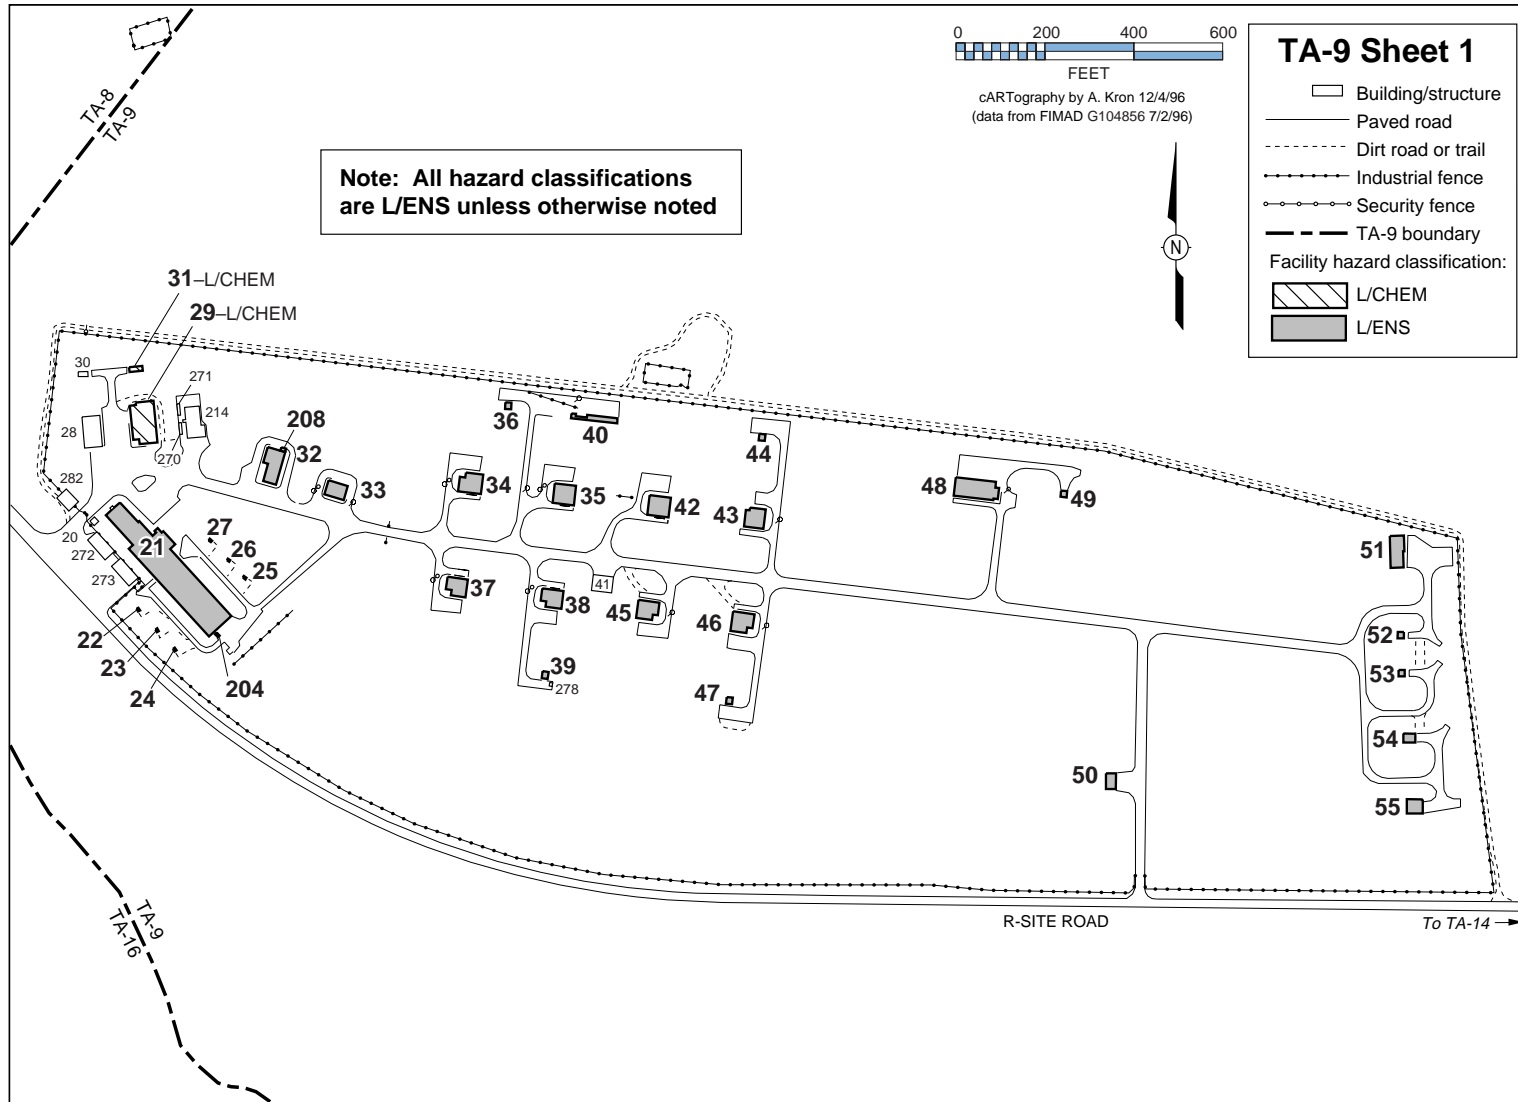 0 200 400 600
FEET
cARTography by A. Kron 12/4/96
(data from FIMAD G104856 7/2/96)
TA-9 Sheet 1
Building/structure
Paved road
Dirt road or trail
Industrial fence
Security fence
TA-9 boundary
Facility hazard classification:
L/CHEM
L/ENS
TA-8
TA-9
Note: All hazard classifications
are L/ENS unless otherwise noted
N
31–L/CHEM
29–L/CHEM
30
271
214
28
270
282
208
32
33
34
35
36
40
42
43
44
48
49
51
20
21
272
273
27
26
25
22
23
24
204
37
38
41
45
46
39
278
47
50
52
53
54
55
R-SITE ROAD
To TA-14
TA-9
TA-16